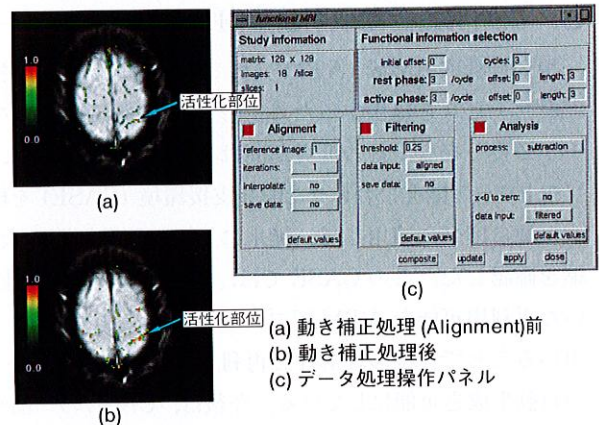 1.0
0.0
活性化部位
(a)
1.0
0.0
活性化部位
(b)
functional MRI
Study information
matrix: 128 x 128
images: 18 /slice
slices: 1
Functional information selection
initial offset: 0 cycles: 3
rest phase: 3 /cycle offset: 0 length: 3
active phase: 3 /cycle offset: 0 length: 3
Alignment
reference image: 1
iterations: 1
interpolate: no
save data: no
default values
Filtering
threshold: 0.25
data input: aligned
save data: no
default values
Analysis
process: subtraction
x<0 to zero: no
data input: filtered
default values
composite update apply close
(c)
(a) 動き補正処理 (Alignment)前
(b) 動き補正処理後
(c) データ処理操作パネル